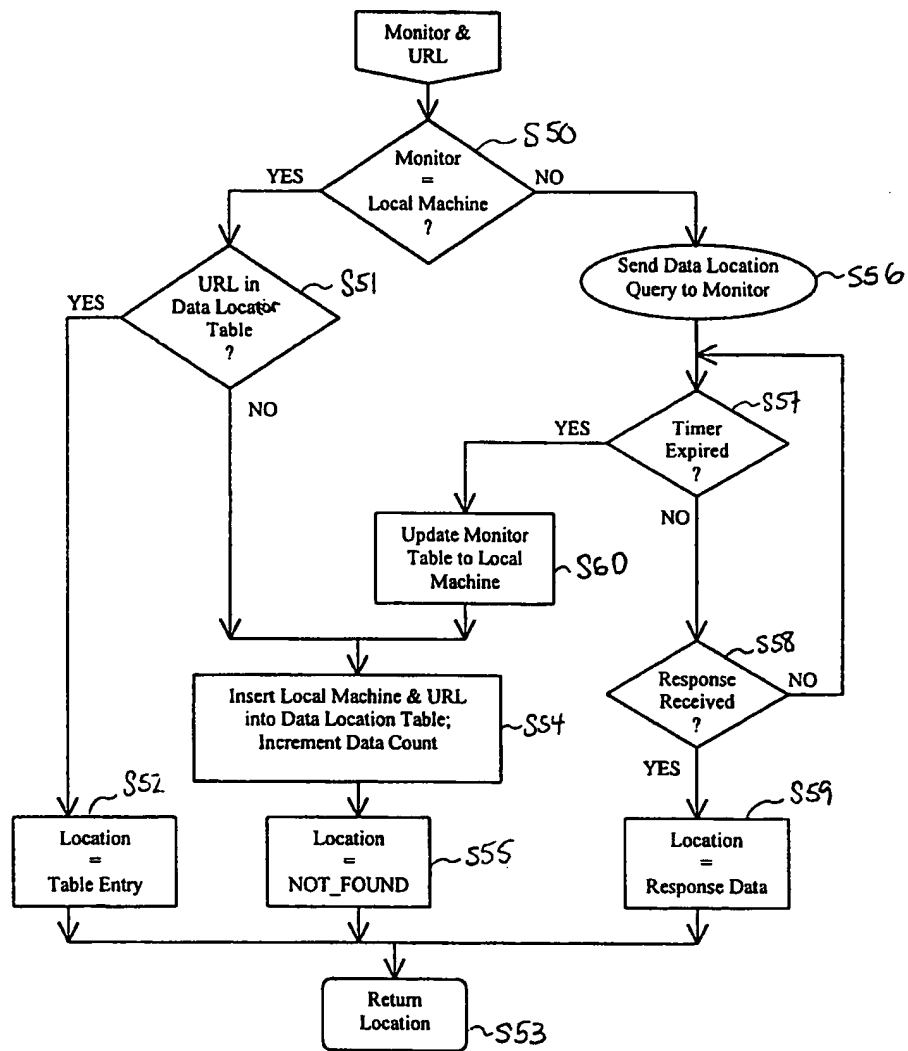 Monitor &
URL
S50
Monitor
=
Local Machine
?
YES
NO
URL in
Data Locator
Table
?
S51
YES
NO
Send Data Location
Query to Monitor
S56
Timer
Expired
?
S57
YES
NO
Update Monitor
Table to Local
Machine
S60
Response
Received
?
S58
NO
YES
Insert Local Machine & URL
into Data Location Table;
Increment Data Count
S54
S52
Location
=
Table Entry
Location
=
NOT_FOUND
S55
S59
Location
=
Response Data
Return
Location
S53